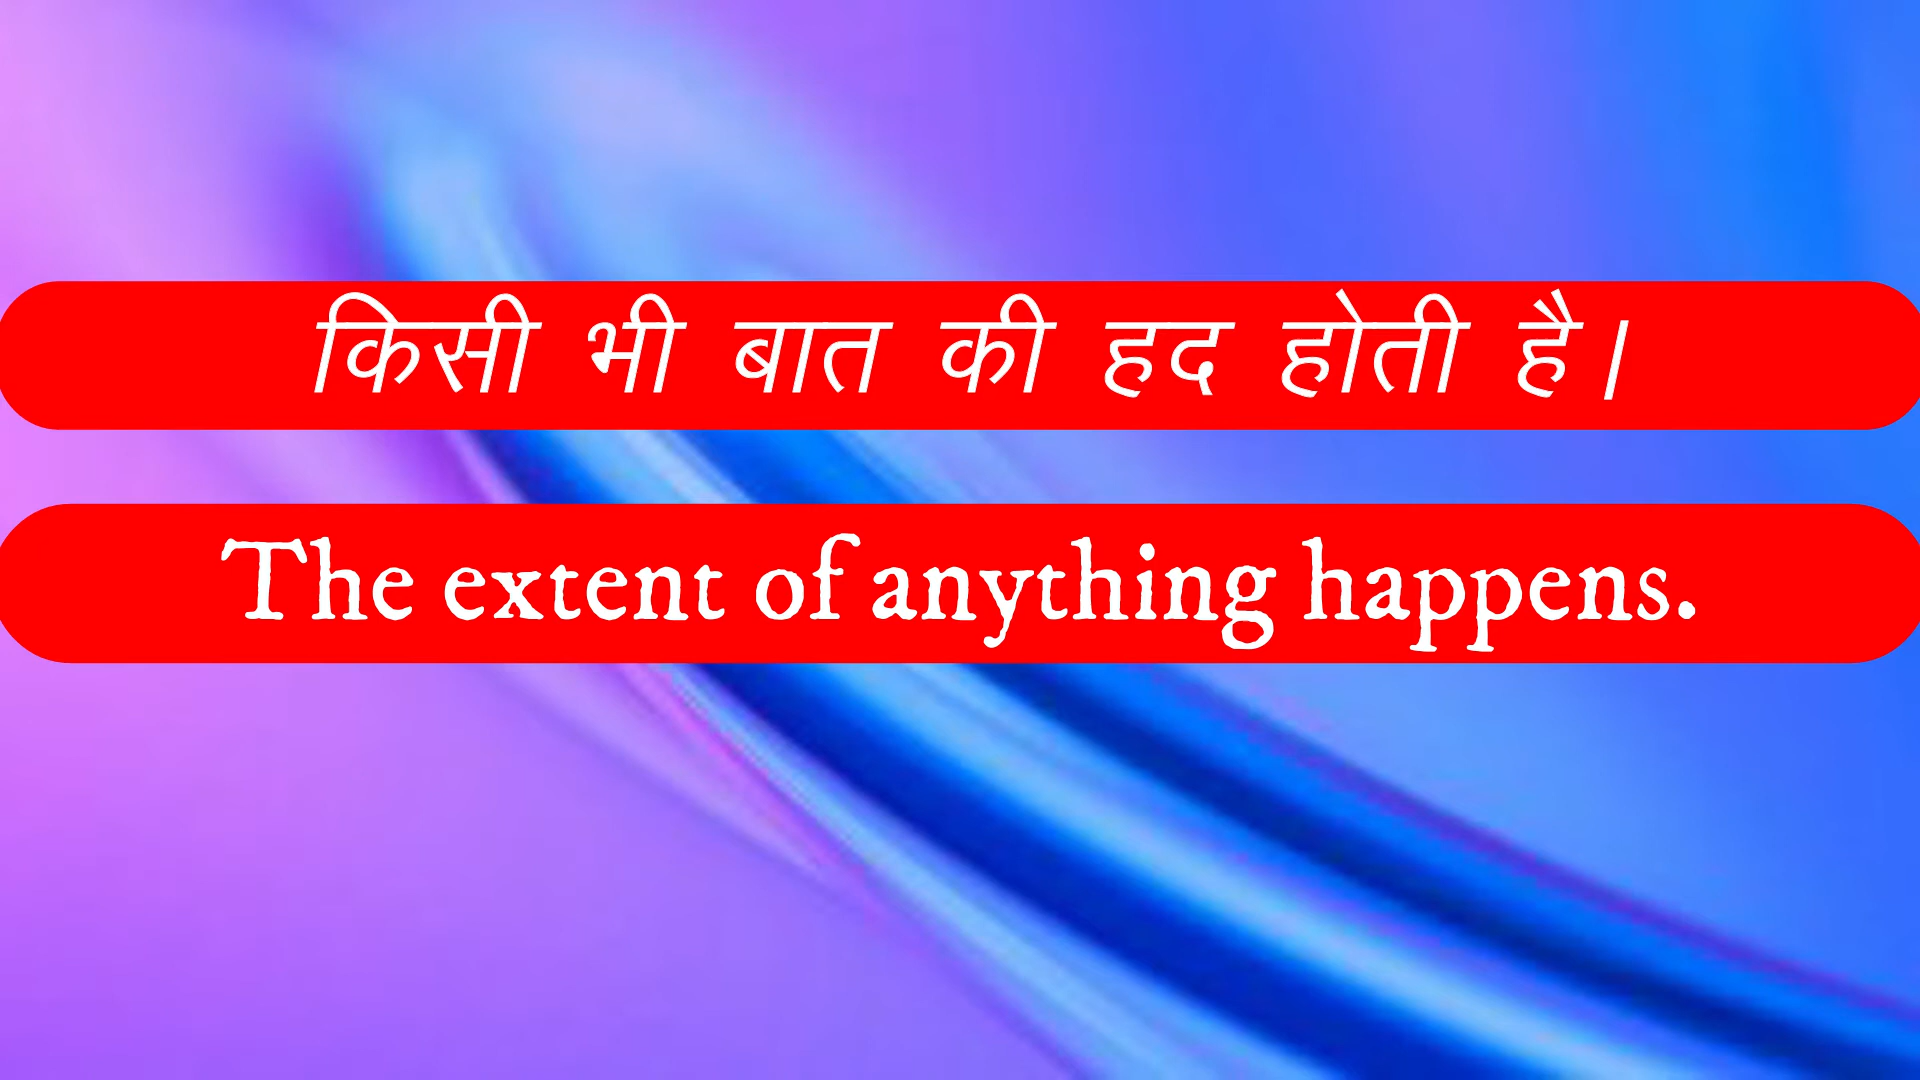 किसी भी बात की हद होती है।
The extent of anything happens.